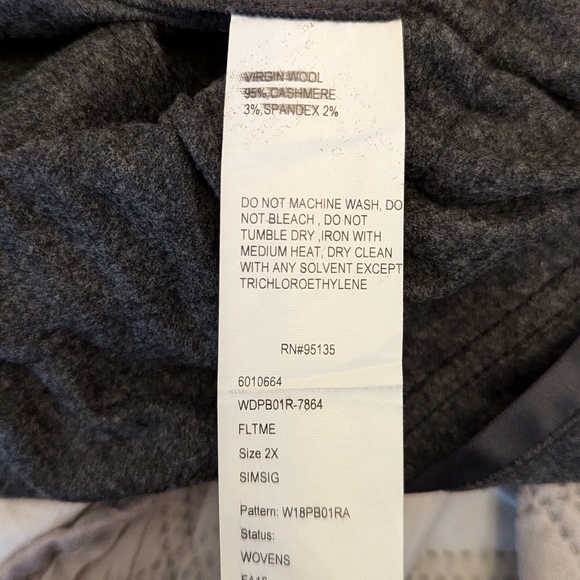 VIRGIN WOOL
95%,CASHMERE
3%,SPANDEX 2%
DO NOT MACHINE WASH, DO
NOT BLEACH , DO NOT
TUMBLE DRY ,IRON WITH
MEDIUM HEAT, DRY CLEAN
WITH ANY SOLVENT EXCEPT
TRICHLOROETHYLENE
RN#95135
6010664
WDPB01R-7864
FLTME
Size 2X
SIMSIG
Pattern: W18PB01RA
Status:
WOVENS
FA18